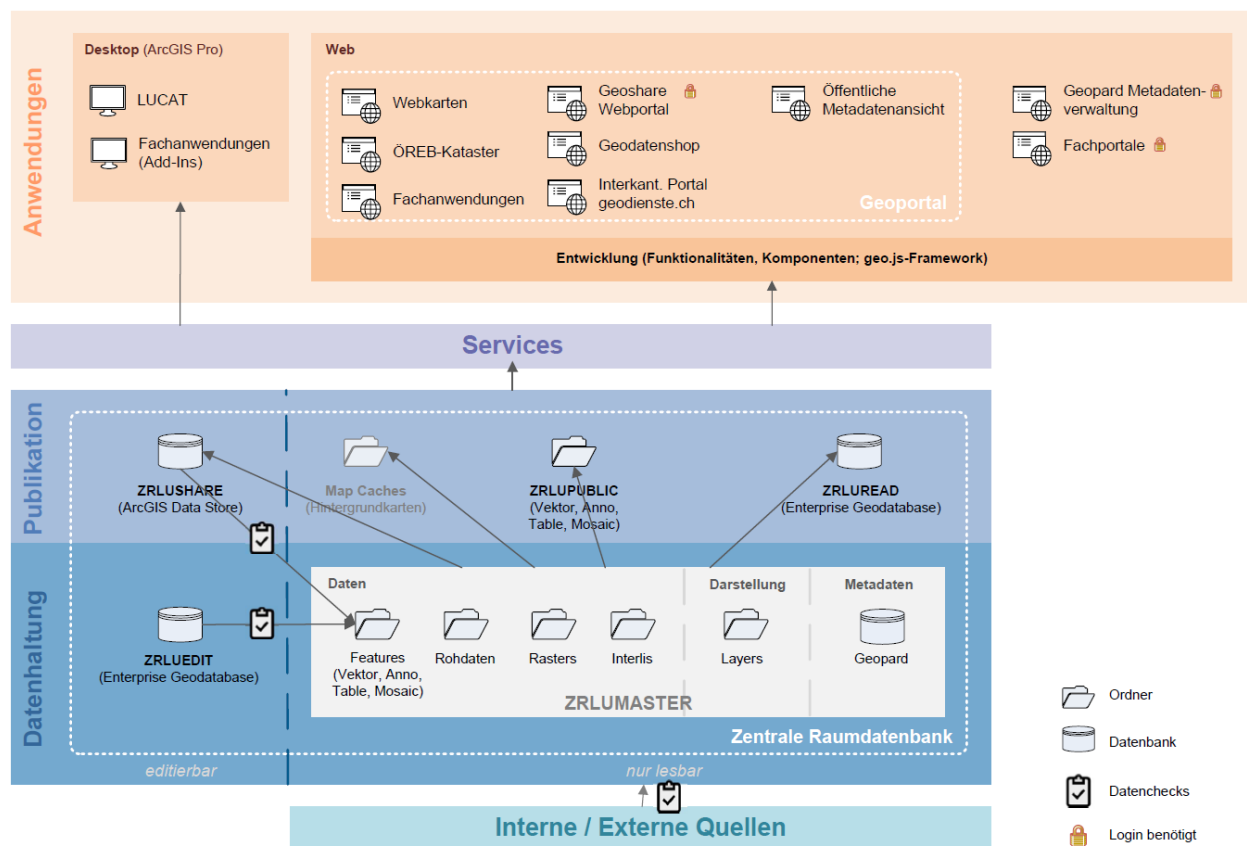 Anwendungen
Desktop (ArcGIS Pro)
LUCAT
Fachanwendungen
(Add-Ins)
Web
Webkarten
ÖREB-Kataster
Fachanwendungen
Geoshare
Webportal
Geodatenshop
Interkant. Portal
geodienste.ch
Öffentliche
Metadatenansicht
Geoportal
Geopard Metadaten-
verwaltung
Fachportale
Entwicklung (Funktionalitäten, Komponenten; geo.js-Framework)
Services
Publikation
ZRLUSHARE
(ArcGIS Data Store)
Map Caches
(Hintergrundkarten)
ZRLUPUBLIC
(Vektor, Anno,
Table, Mosaic)
ZRLUREAD
(Enterprise Geodatabase)
Datenhaltung
ZRLUEDIT
(Enterprise Geodatabase)
Daten
Darstellung
Metadaten
Features
(Vektor, Anno,
Table, Mosaic)
Rohdaten
Rasters
Interlis
Layers
Geopard
ZRLUMASTER
Zentrale Raumdatenbank
editierbar
nur lesbar
Interne / Externe Quellen
Ordner
Datenbank
Datenchecks
Login benötigt